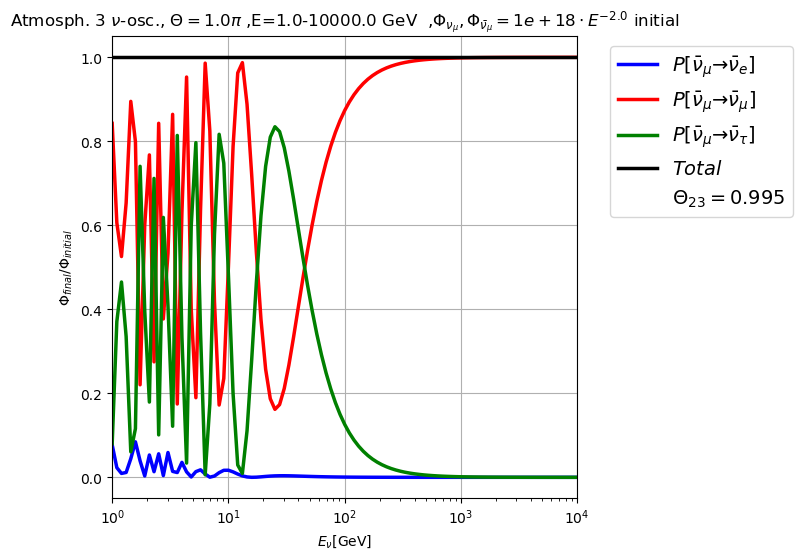 Atmosph. 3 ν-osc., Θ = 1.0π ,E=1.0-10000.0 GeV ,Φ_{ν_μ}, Φ_{ν̄_μ} = 1e + 18 · E^{−2.0} initial
P[ν̄_μ→ν̄_e]
P[ν̄_μ→ν̄_μ]
P[ν̄_μ→ν̄_τ]
Total
Θ_{23} = 0.995
Φ_{final}/Φ_{initial}
1.0
0.8
0.6
0.4
0.2
0.0
10^0
10^1
10^2
10^3
10^4
E_ν[GeV]